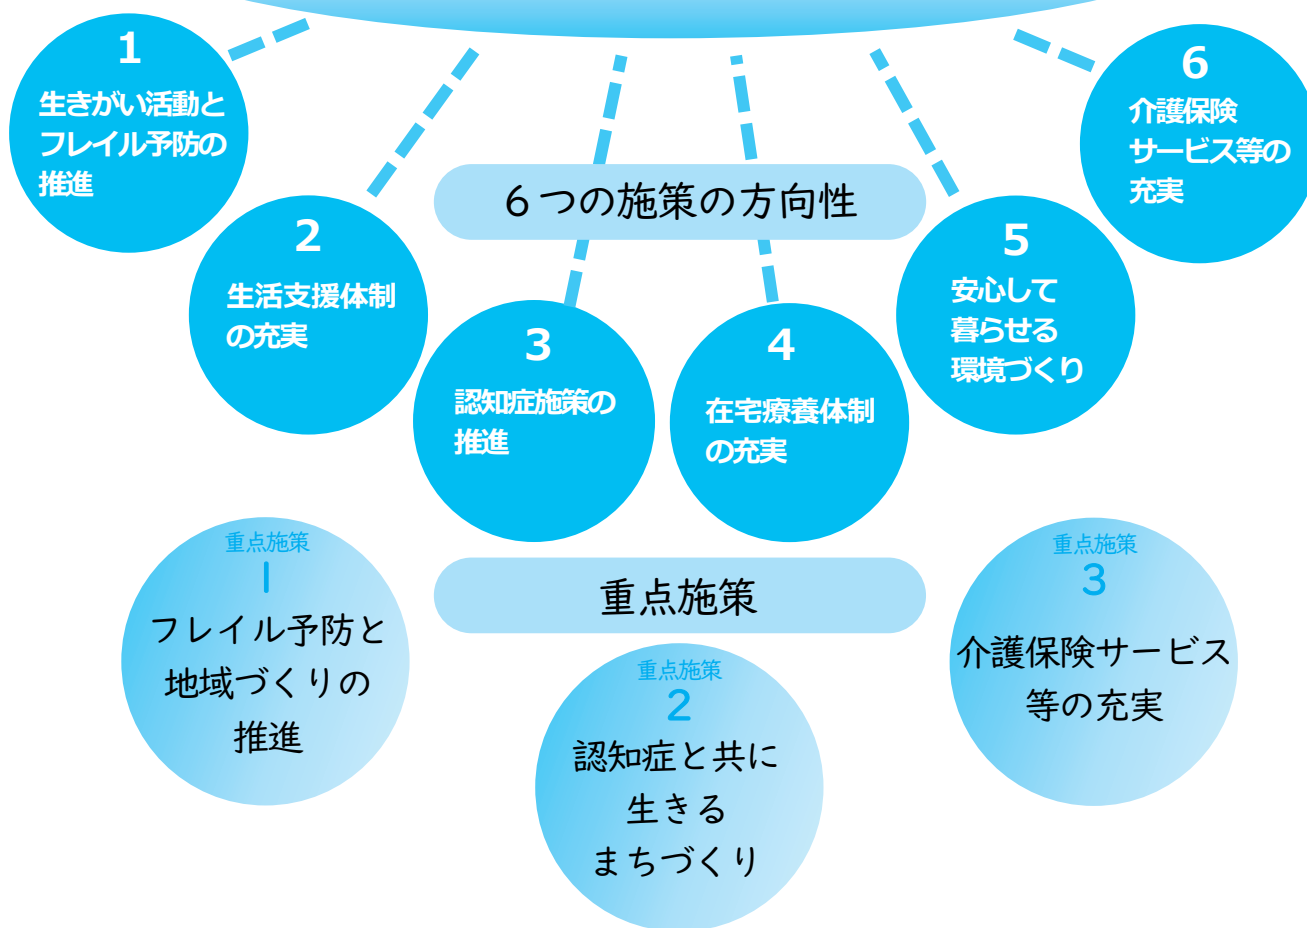 1
生きがい活動と
フレイル予防の
推進
2
生活支援体制
の充実
3
認知症施策の
推進
4
在宅療養体制
の充実
5
安心して
暮らせる
環境づくり
6
介護保険
サービス等の
充実
6つの施策の方向性
重点施策
重点施策
1
フレイル予防と
地域づくりの
推進
重点施策
2
認知症と共に
生きる
まちづくり
重点施策
3
介護保険サービス
等の充実